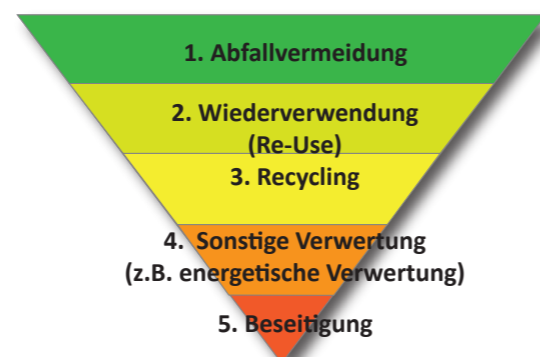 1. Abfallvermeidung
2. Wiederverwendung
(Re-Use)
3. Recycling
4. Sonstige Verwertung
(z.B. energetische Verwertung)
5. Beseitigung